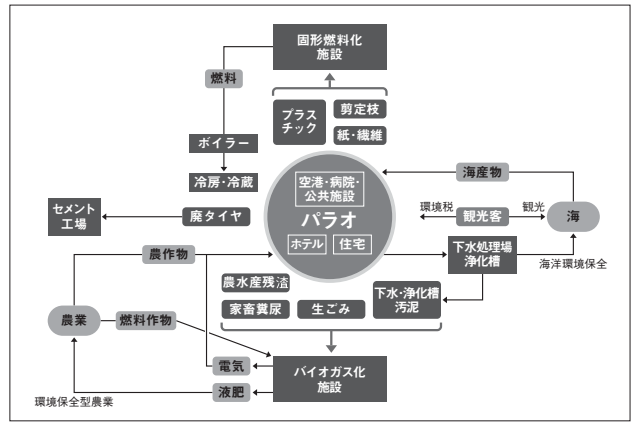 固形燃料化
施設
燃料
プラス
チック
剪定枝
紙・繊維
ボイラー
冷房・冷蔵
空港・病院・
公共施設
海産物
セメント
工場
廃タイヤ
パラオ
環境税
観光客
観光
海
ホテル
住宅
農作物
下水処理場
浄化槽
海洋環境保全
農水産残渣
家畜糞尿
生ごみ
下水・浄化槽
汚泥
農業
燃料作物
電気
バイオガス化
施設
液肥
環境保全型農業